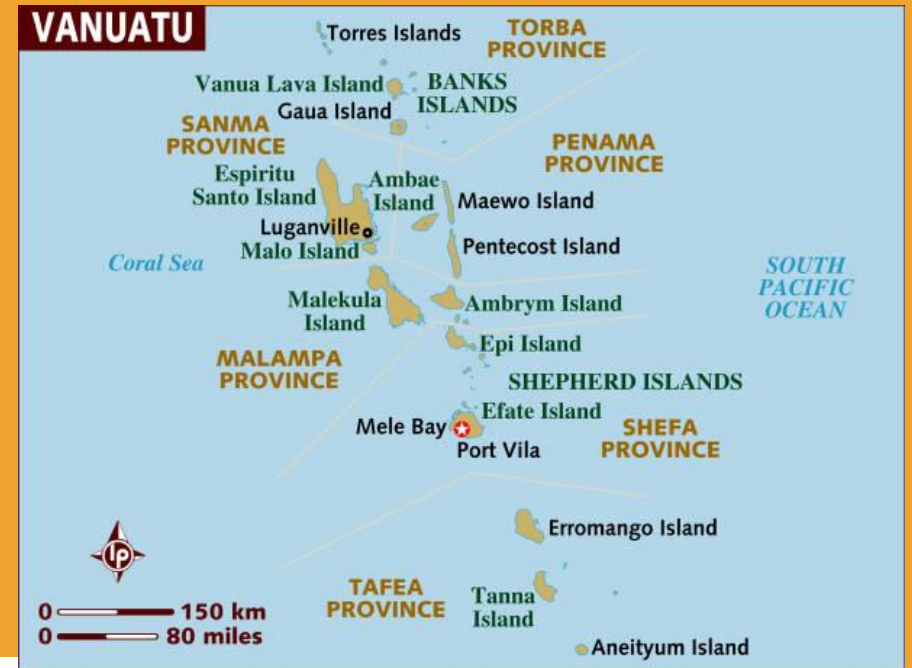 VANUATU
Torres Islands
TORBA
PROVINCE
Vanua Lava Island
BANKS
ISLANDS
Gaua Island
SANMA
PROVINCE
PENAMA
PROVINCE
Espiritu
Santo Island
Ambae
Island
Maewo Island
Luganville
Malo Island
Pentecost Island
Coral Sea
SOUTH
PACIFIC
OCEAN
Malekula
Island
Ambrym Island
Epi Island
MALAMPA
PROVINCE
SHEPHERD ISLANDS
Efate Island
Mele Bay
Port Vila
SHEFA
PROVINCE
Erromango Island
lp
TAFEA
PROVINCE
Tanna
Island
0 150 km
0 80 miles
Aneityum Island